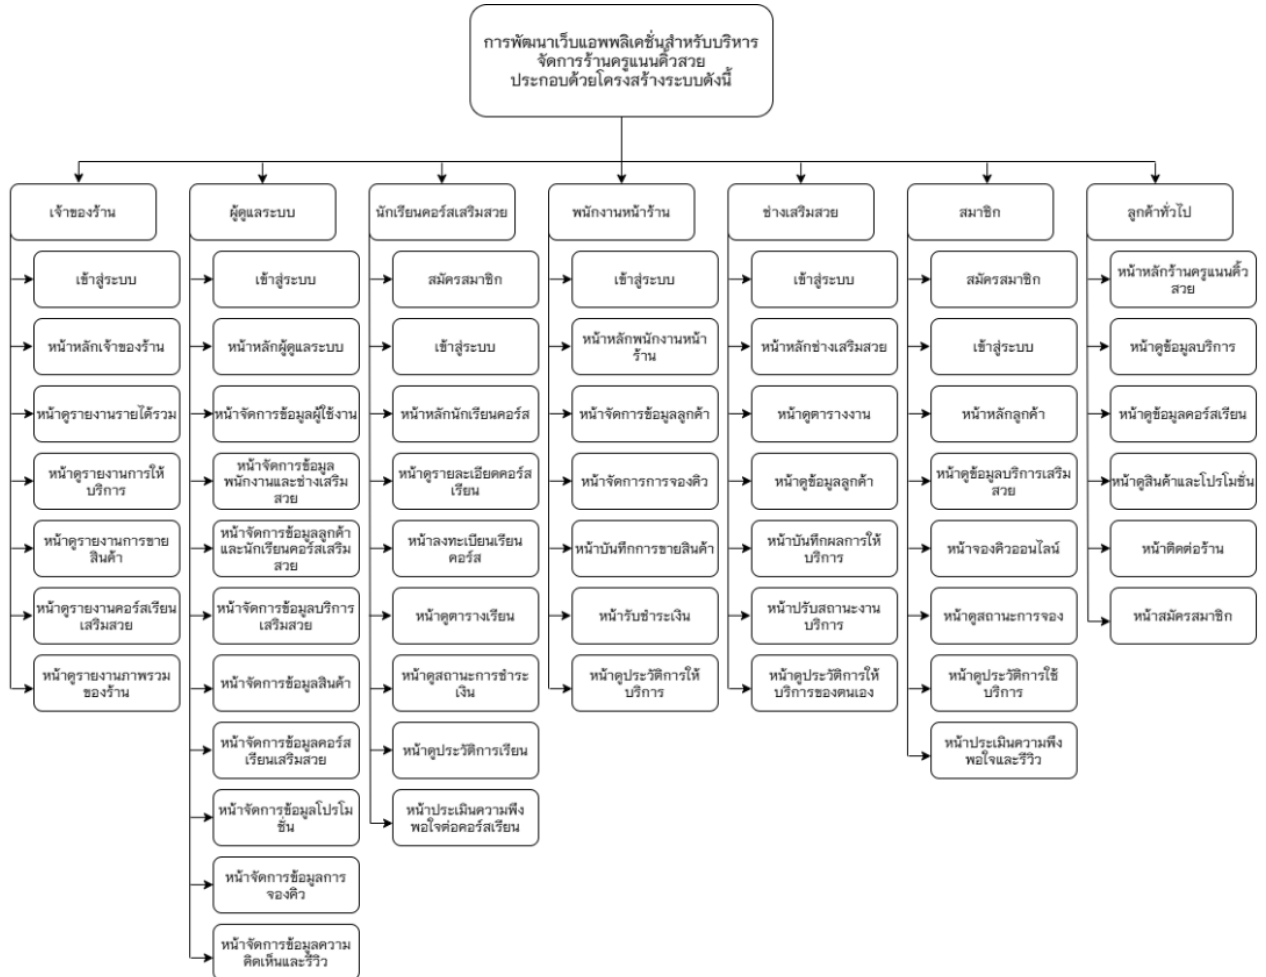 การพัฒนาเว็บแอพพลิเคชั่นสำหรับบริหาร
จัดการร้านครูแนนคิ้วสวย
ประกอบด้วยโครงสร้างระบบดังนี้
เจ้าของร้าน
เข้าสู่ระบบ
หน้าหลักเจ้าของร้าน
หน้าดูรายงานรายได้รวม
หน้าดูรายงานการให้
บริการ
หน้าดูรายงานการขาย
สินค้า
หน้าดูรายงานคอร์สเรียน
เสริมสวย
หน้าดูรายงานภาพรวม
ของร้าน
ผู้ดูแลระบบ
เข้าสู่ระบบ
หน้าหลักผู้ดูแลระบบ
หน้าจัดการข้อมูลผู้ใช้งาน
หน้าจัดการข้อมูล
พนักงานและช่างเสริม
สวย
หน้าจัดการข้อมูลลูกค้า
และนักเรียนคอร์สเสริม
สวย
หน้าจัดการข้อมูลบริการ
เสริมสวย
หน้าจัดการข้อมูลสินค้า
หน้าจัดการข้อมูลคอร์ส
เรียนเสริมสวย
หน้าจัดการข้อมูลโปรโม
ชั่น
หน้าจัดการข้อมูลการ
จองคิว
หน้าจัดการข้อมูลความ
คิดเห็นและรีวิว
นักเรียนคอร์สเสริมสวย
สมัครสมาชิก
เข้าสู่ระบบ
หน้าหลักนักเรียนคอร์ส
หน้าดูรายละเอียดคอร์ส
เรียน
หน้าลงทะเบียนเรียน
คอร์ส
หน้าดูตารางเรียน
หน้าดูสถานะการชำระ
เงิน
หน้าดูประวัติการเรียน
หน้าประเมินความพึง
พอใจต่อคอร์สเรียน
พนักงานหน้าร้าน
เข้าสู่ระบบ
หน้าหลักพนักงานหน้า
ร้าน
หน้าจัดการข้อมูลลูกค้า
หน้าจัดการการจองคิว
หน้าบันทึกการขายสินค้า
หน้ารับชำระเงิน
หน้าดูประวัติการให้
บริการ
ช่างเสริมสวย
เข้าสู่ระบบ
หน้าหลักช่างเสริมสวย
หน้าดูตารางงาน
หน้าดูข้อมูลลูกค้า
หน้าบันทึกผลการให้
บริการ
หน้าปรับสถานะงาน
บริการ
หน้าดูประวัติการให้
บริการของตนเอง
สมาชิก
สมัครสมาชิก
เข้าสู่ระบบ
หน้าหลักลูกค้า
หน้าดูข้อมูลบริการเสริม
สวย
หน้าจองคิวออนไลน์
หน้าดูสถานะการจอง
หน้าดูประวัติการใช้
บริการ
หน้าประเมินความพึง
พอใจและรีวิว
ลูกค้าทั่วไป
หน้าหลักร้านครูแนนคิ้ว
สวย
หน้าดูข้อมูลบริการ
หน้าดูข้อมูลคอร์สเรียน
หน้าดูสินค้าและโปรโมชั่น
หน้าติดต่อร้าน
หน้าสมัครสมาชิก